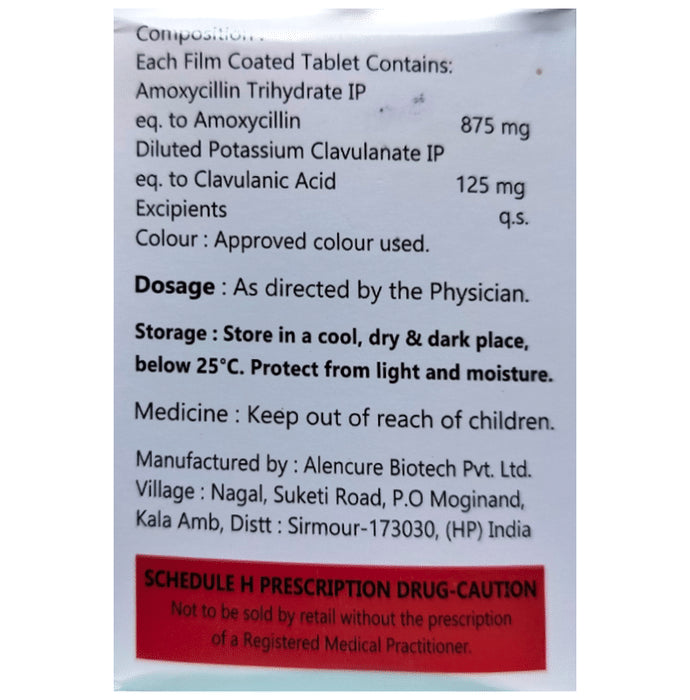 Composition :
Each Film Coated Tablet Contains:
Amoxycillin Trihydrate IP
eq. to Amoxycillin 875 mg
Diluted Potassium Clavulanate IP
eq. to Clavulanic Acid 125 mg
Excipients q.s.
Colour : Approved colour used.
Dosage : As directed by the Physician.
Storage : Store in a cool, dry & dark place,
below 25°C. Protect from light and moisture.
Medicine : Keep out of reach of children.
Manufactured by : Alencure Biotech Pvt. Ltd.
Village : Nagal, Suketi Road, P.O Moginand,
Kala Amb, Distt : Sirmour-173030, (HP) India
SCHEDULE H PRESCRIPTION DRUG-CAUTION
Not to be sold by retail without the prescription
of a Registered Medical Practitioner.